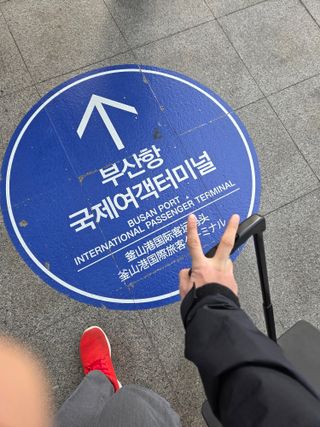 부산항
국제여객터미널
BUSAN PORT
INTERNATIONAL PASSENGER TERMINAL
釜山港国际客运码头
釜山港国際旅客ターミナル